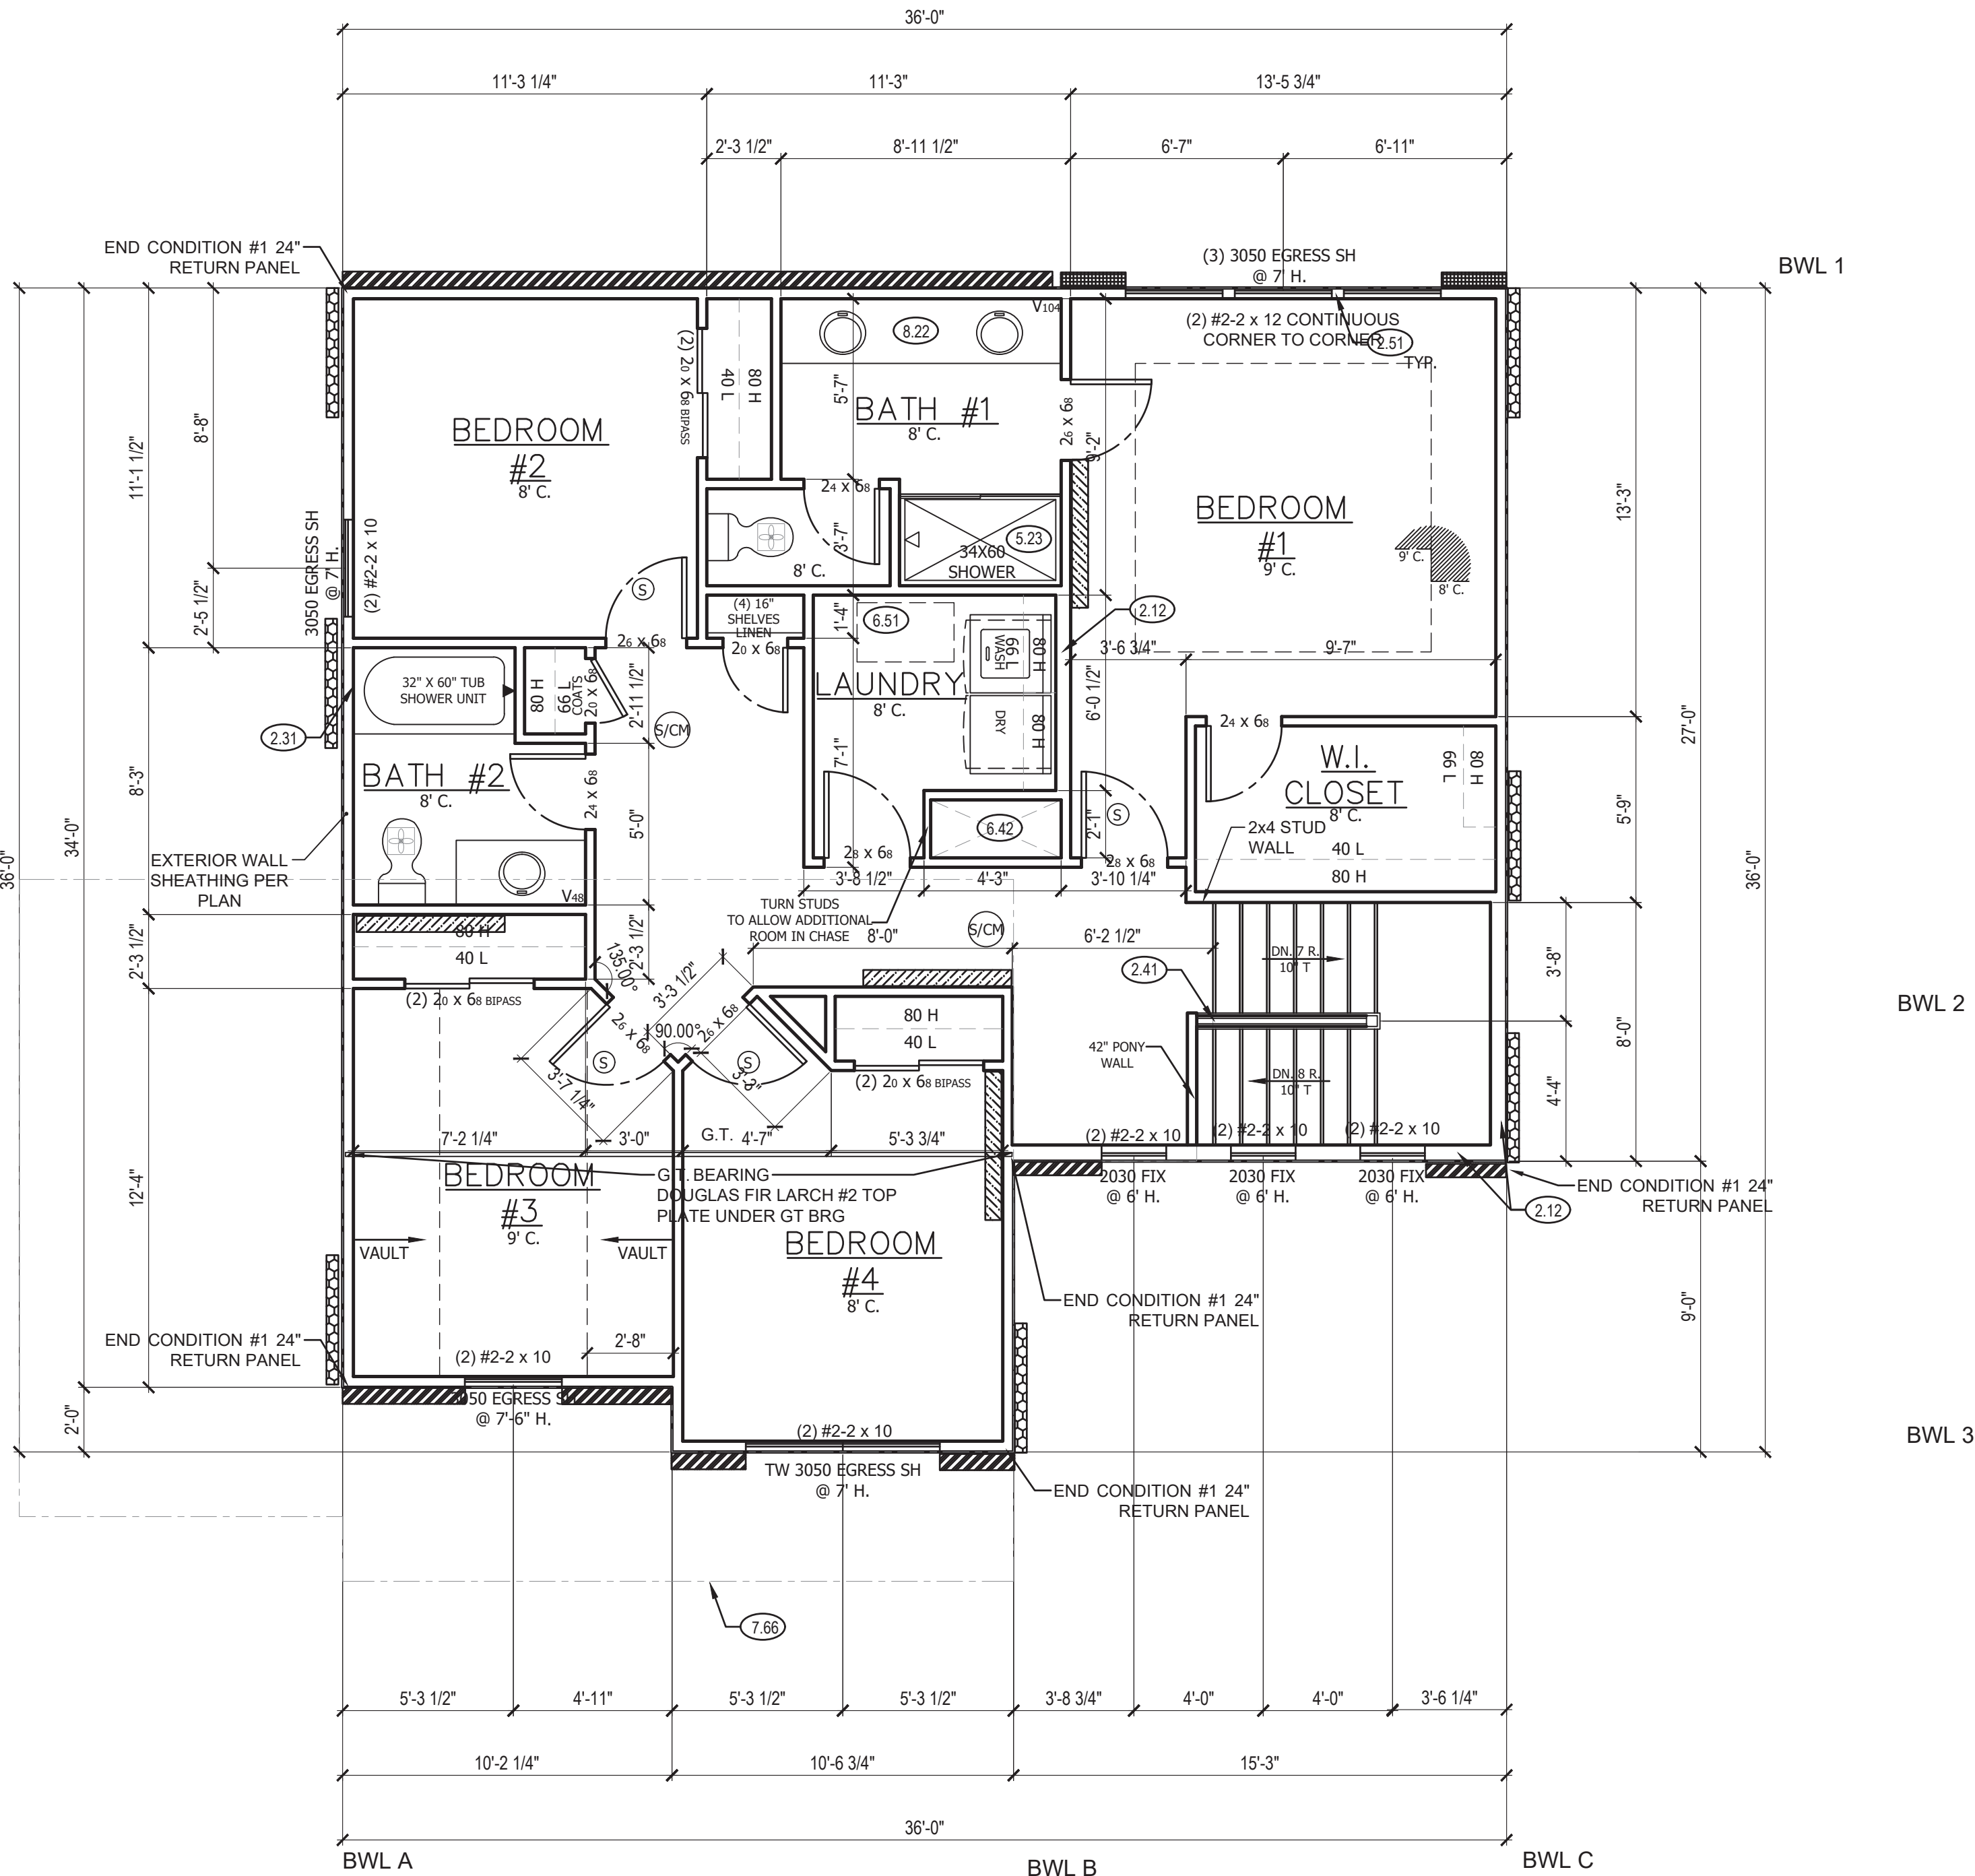 36'-0"
11'-3 1/4"
11'-3"
13'-5 3/4"
2'-3 1/2"
8'-11 1/2"
6'-7"
6'-11"
END CONDITION #1 24"
RETURN PANEL
(3) 3050 EGRESS SH
@ 7' H.
BWL 1
(2) #2-2 x 12 CONTINUOUS
CORNER TO CORNER
2.51
TYP.
V104
8.22
(2) 20 x 68 BIPASS
40 L
80 H
5'-7"
BATH #1
8' C.
26 x 68
9'-2"
BEDROOM
#2
8' C.
8'-8"
11'-11 1/2"
2'-5 1/2"
3050 EGRESS SH
@ 7' H.
(2) #2-2 x 10
24 x 68
3'-7"
8' C.
5.23
34X60
SHOWER
BEDROOM
#1
9' C.
9' C.
8' C.
13'-3"
S
(4) 16"
SHELVES
LINEN
20 x 68
1'-4"
6.51
2.12
26 x 68
WASH
66 L
80 H
3'-6 3/4"
9'-7"
32" X 60" TUB
SHOWER UNIT
80 H
66 L
COATS
20 x 68
2'-11 1/2"
S/CM
LAUNDRY
8' C.
DRY
80 H
6'-0 1/2"
2.31
24 x 68
27'-0"
W.I.
CLOSET
8' C.
66 L
80 H
BATH #2
8' C.
24 x 68
7'-1"
8'-3"
34'-0"
36'-0"
5'-0"
6.42
2'-1"
S
5'-9"
2x4 STUD
WALL
40 L
80 H
36'-0"
EXTERIOR WALL
SHEATHING PER
PLAN
V48
28 x 68
28 x 68
3'-8 1/2"
4'-3"
3'-10 1/4"
TURN STUDS
TO ALLOW ADDITIONAL
ROOM IN CHASE
8'-0"
S/CM
6'-2 1/2"
80 H
40 L
2'-3 1/2"
2'-3 1/2"
135.00°
3'-3 1/2"
2.41
DN. 7 R.
10" T
3'-8"
8'-0"
BWL 2
(2) 20 x 68 BIPASS
26 x 68
90.00°
26 x 68
S
S
3'-7 1/4"
3'-2"
80 H
40 L
(2) 20 x 68 BIPASS
42" PONY
WALL
DN. 8 R.
10" T
4'-4"
7'-2 1/4"
3'-0"
G.T.
4'-7"
5'-3 3/4"
(2) #2-2 x 10
(2) #2-2 x 10
(2) #2-2 x 10
G.T. BEARING
DOUGLAS FIR LARCH #2 TOP
PLATE UNDER GT BRG
BEDROOM
#3
9' C.
2030 FIX
@ 6' H.
2030 FIX
@ 6' H.
2030 FIX
@ 6' H.
END CONDITION #1 24"
RETURN PANEL
2.12
12'-4"
VAULT
VAULT
BEDROOM
#4
8' C.
END CONDITION #1 24"
RETURN PANEL
9'-0"
END CONDITION #1 24"
RETURN PANEL
2'-8"
(2) #2-2 x 10
3050 EGRESS SH
@ 7'-6" H.
2'-0"
(2) #2-2 x 10
TW 3050 EGRESS SH
@ 7' H.
BWL 3
END CONDITION #1 24"
RETURN PANEL
7.66
5'-3 1/2"
4'-11"
5'-3 1/2"
5'-3 1/2"
3'-8 3/4"
4'-0"
4'-0"
3'-6 1/4"
10'-2 1/4"
10'-6 3/4"
15'-3"
36'-0"
BWL A
BWL B
BWL C